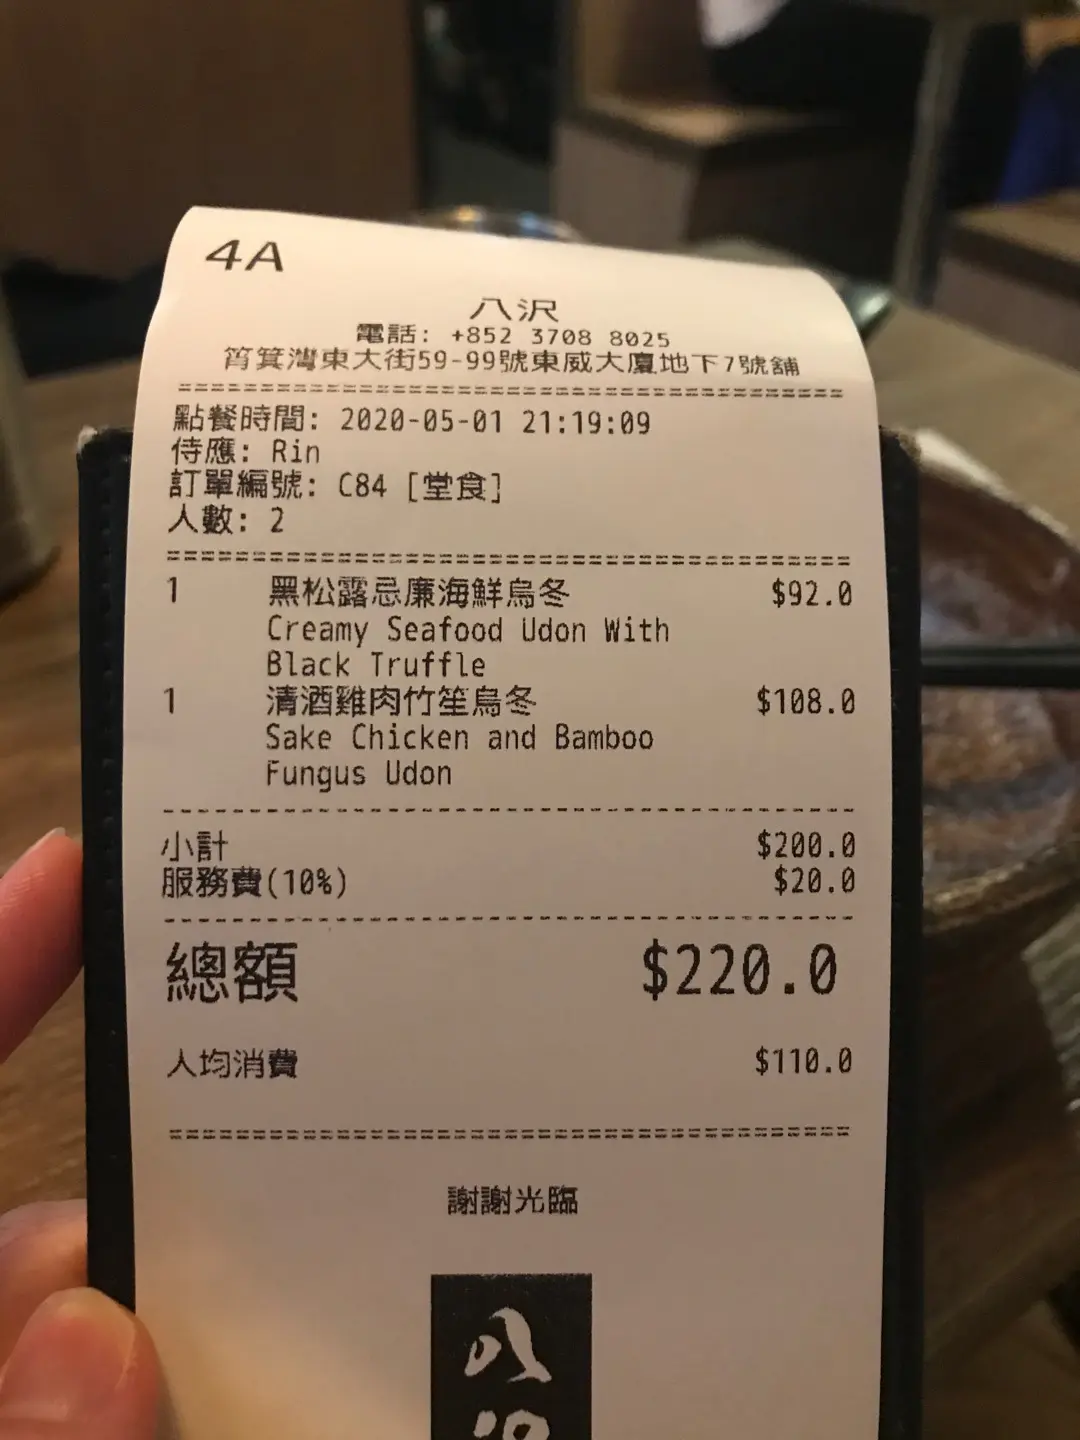 4A
八沢
電話: +852 3708 8025
筲箕灣東大街59-99號東威大廈地下7號舖
點餐時間: 2020-05-01 21:19:09
侍應: Rin
訂單編號: C84 [堂食]
人數: 2
1 黑松露忌廉海鮮烏冬 $92.0
Creamy Seafood Udon With
Black Truffle
1 清酒雞肉竹笙烏冬 $108.0
Sake Chicken and Bamboo
Fungus Udon
小計 $200.0
服務費(10%) $20.0
總額 $220.0
人均消費 $110.0
謝謝光臨
八